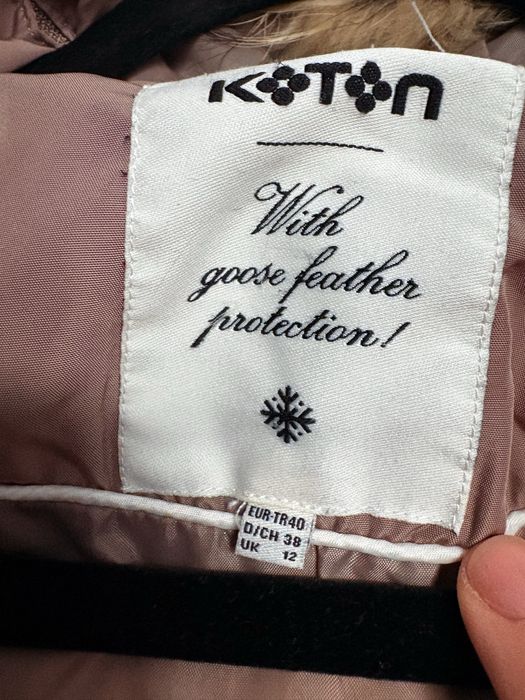 KOTON
With
goose feather
protection!
EUR-TR40
D/CH 38
UK 12